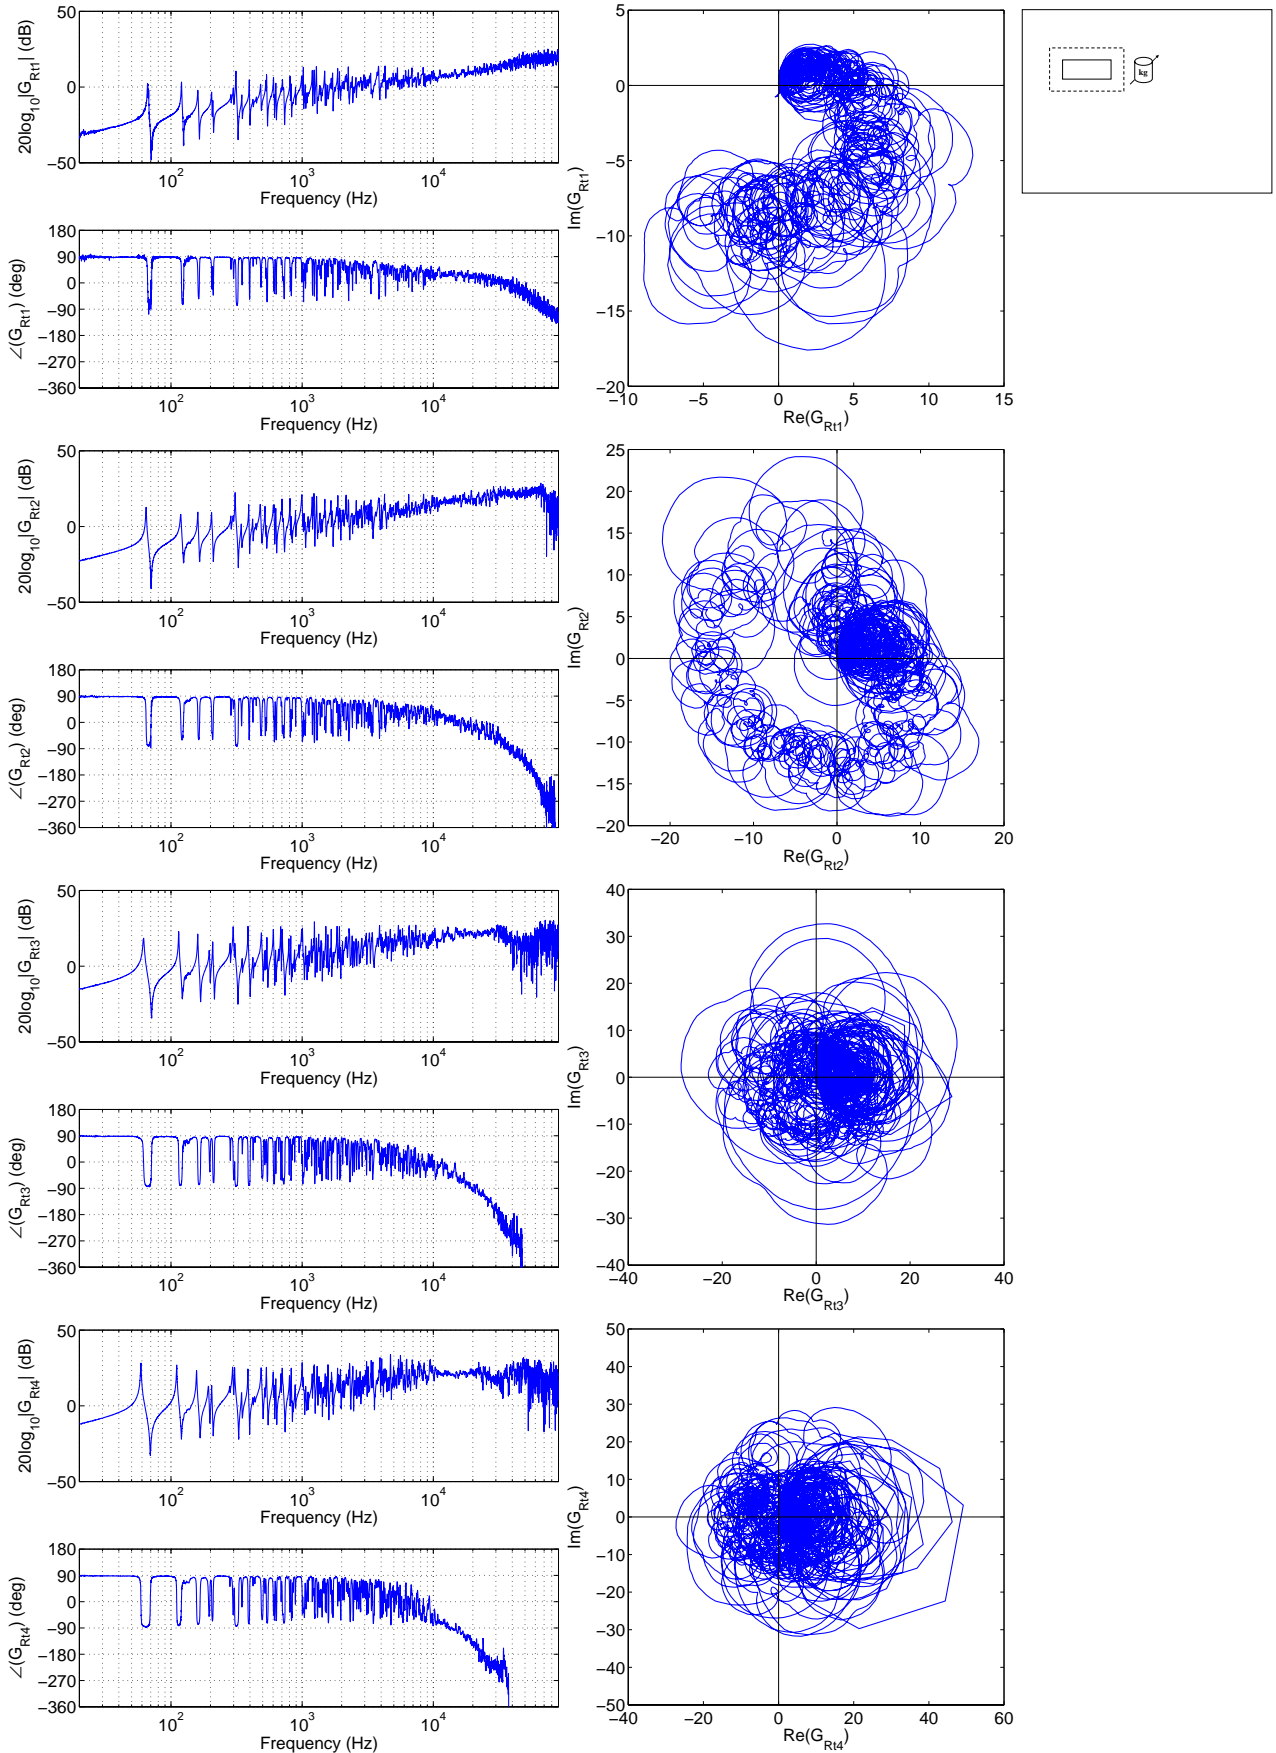 50
0
−50
20log10|GRt1| (dB)
10² 10³ 10⁴
Frequency (Hz)
180
90
0
−90
−180
−270
−360
∠(GRt1) (deg)
10² 10³ 10⁴
Frequency (Hz)
5
0
−5
−10
−15
−20
Im(GRt1)
−10 −5 0 5 10 15
Re(GRt1)
kg
50
0
−50
20log10|GRt2| (dB)
10² 10³ 10⁴
Frequency (Hz)
180
90
0
−90
−180
−270
−360
∠(GRt2) (deg)
10² 10³ 10⁴
Frequency (Hz)
25
20
15
10
5
0
−5
−10
−15
−20
Im(GRt2)
−20 −10 0 10 20
Re(GRt2)
50
0
−50
20log10|GRt3| (dB)
10² 10³ 10⁴
Frequency (Hz)
180
90
0
−90
−180
−270
−360
∠(GRt3) (deg)
10² 10³ 10⁴
Frequency (Hz)
40
30
20
10
0
−10
−20
−30
−40
Im(GRt3)
−40 −20 0 20 40
Re(GRt3)
50
0
−50
20log10|GRt4| (dB)
10² 10³ 10⁴
Frequency (Hz)
180
90
0
−90
−180
−270
−360
∠(GRt4) (deg)
10² 10³ 10⁴
Frequency (Hz)
50
40
30
20
10
0
−10
−20
−30
−40
−50
Im(GRt4)
−40 −20 0 20 40 60
Re(GRt4)